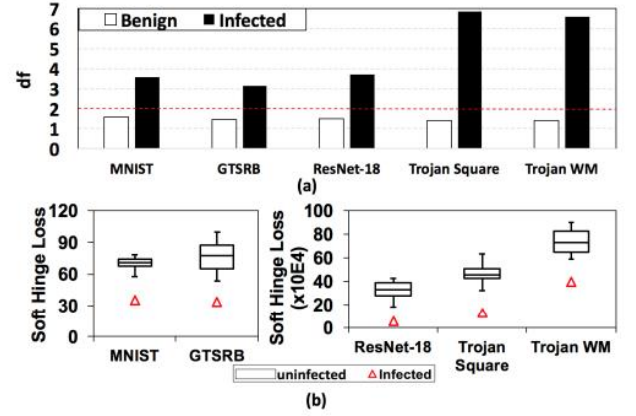 7
6
5
4
3
2
1
0
df
Benign
Infected
MNIST
GTSRB
ResNet-18
Trojan Square
Trojan WM
(a)
120
90
60
30
0
Soft Hinge Loss
MNIST
GTSRB
100
80
60
40
20
0
Soft Hinge Loss
(x10E4)
ResNet-18
Trojan
Square
Trojan WM
uninfected
Infected
(b)